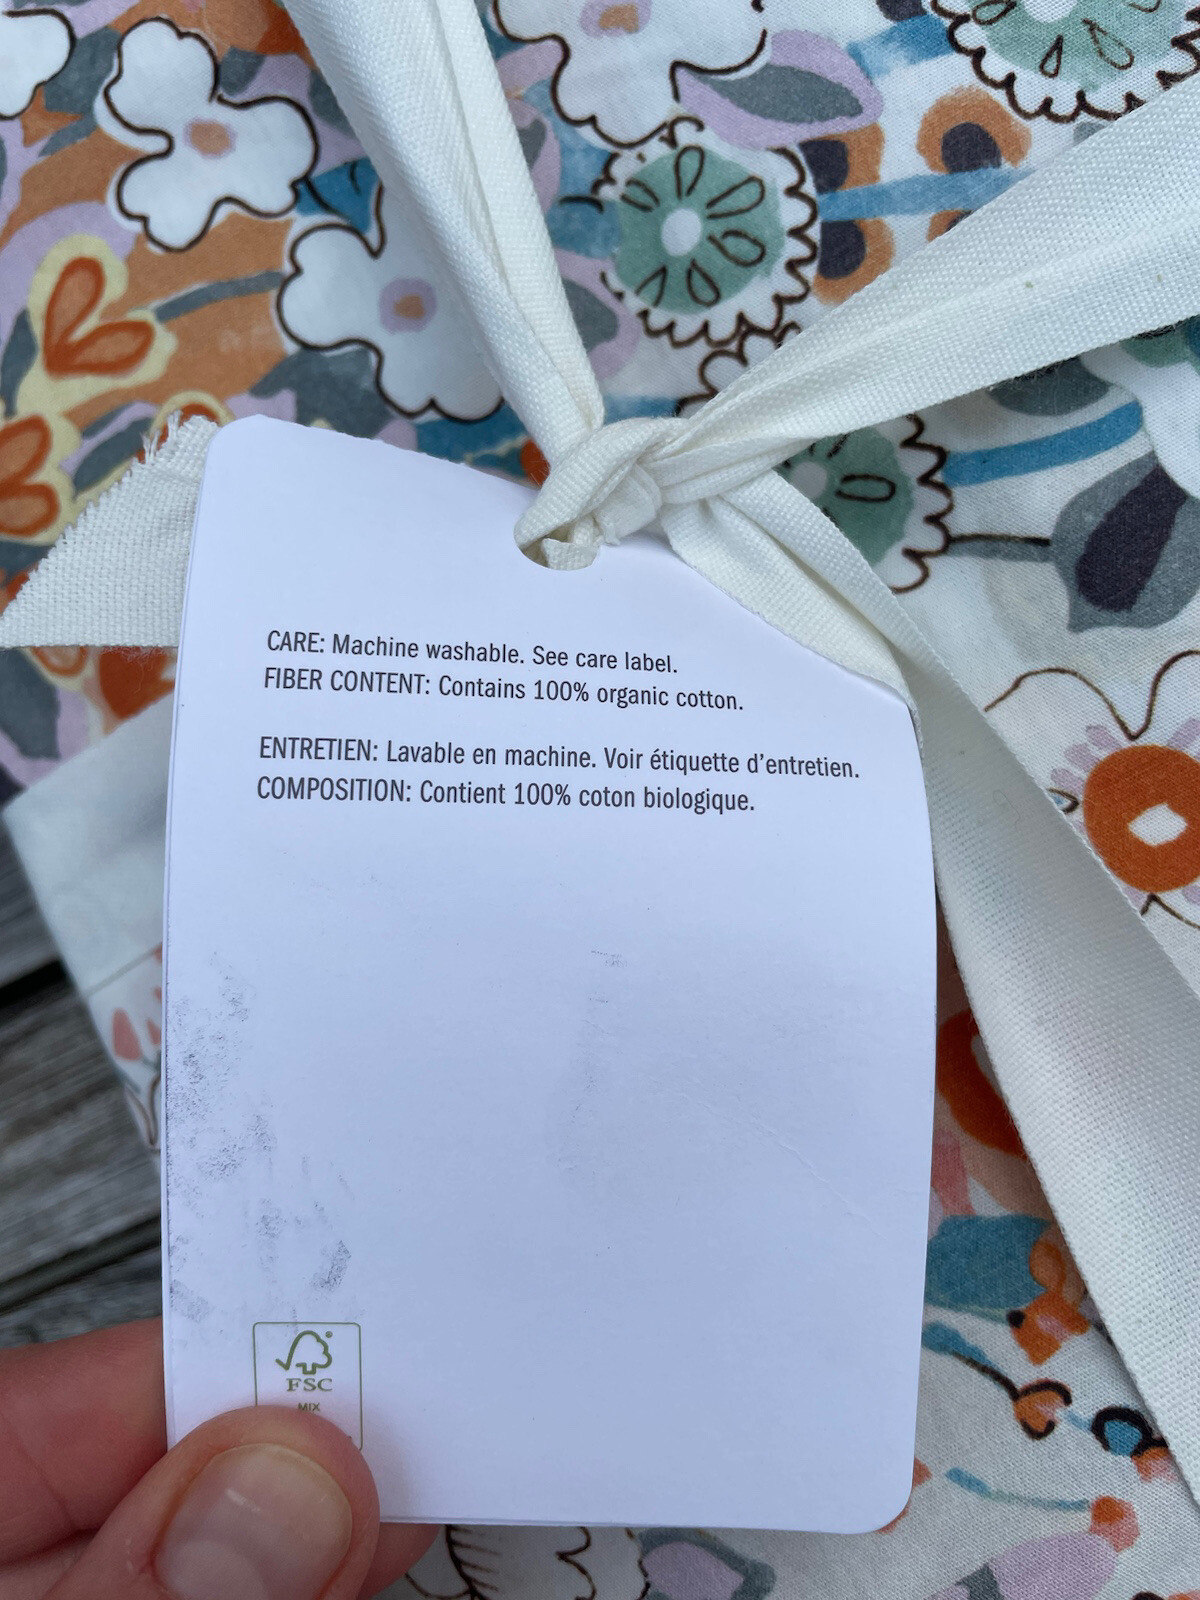 CARE: Machine washable. See care label.
FIBER CONTENT: Contains 100% organic cotton.
ENTRETIEN: Lavable en machine. Voir étiquette d'entretien.
COMPOSITION: Contient 100% coton biologique.
FSC
MIX